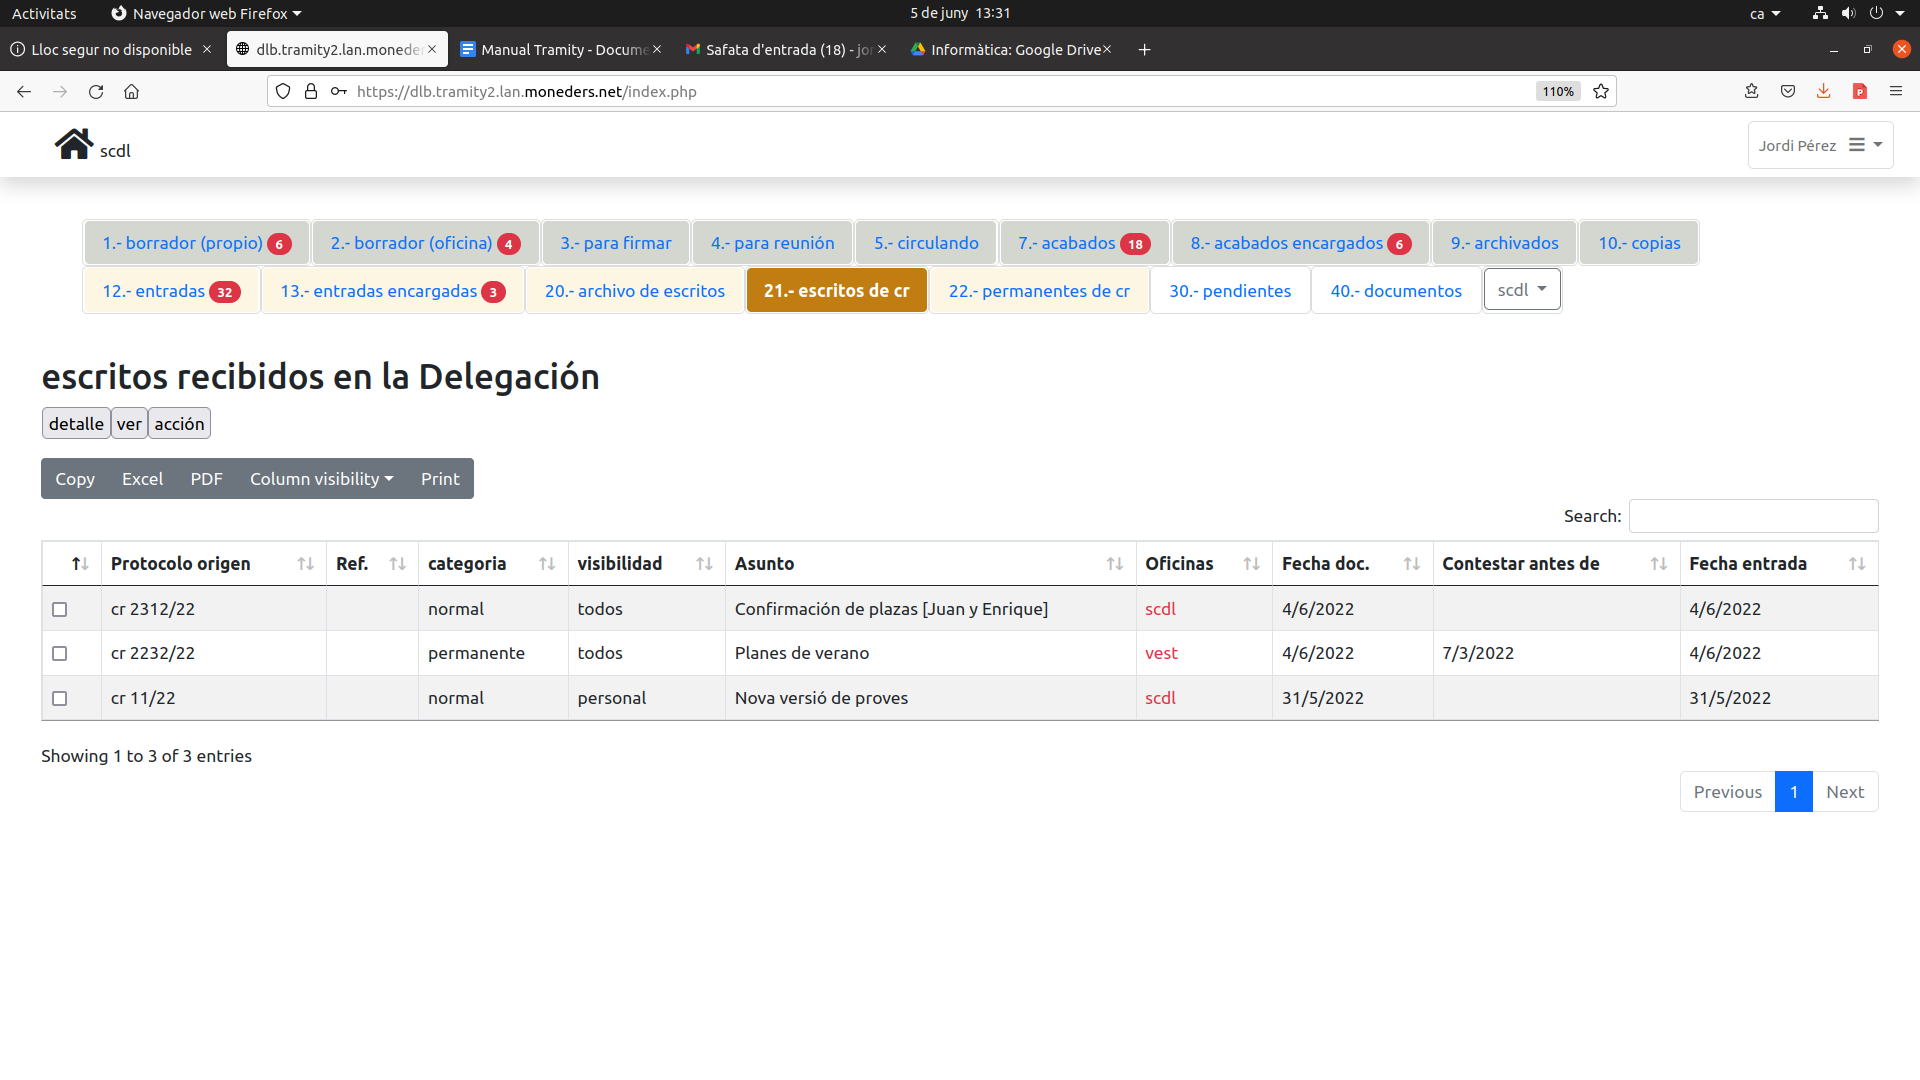 Activitats Navegador web Firefox 5 de juny 13:31 ca
Lloc segur no disponible dlb.tramity2.lan.moneder Manual Tramity - Docume Safata d'entrada (18) - jo Informàtica: Google Drive
https://dlb.tramity2.lan.moneders.net/index.php 110%
scdl Jordi Pérez
1.- borrador (propio) 6 2.- borrador (oficina) 4 3.- para firmar 4.- para reunión 5.- circulando 7.- acabados 18 8.- acabados encargados 6 9.- archivados 10.- copias
12.- entradas 32 13.- entradas encargadas 3 20.- archivo de escritos 21.- escritos de cr 22.- permanentes de cr 30.- pendientes 40.- documentos scdl
escritos recibidos en la Delegación
detalle ver acción
Copy Excel PDF Column visibility Print
Search:
Protocolo origen Ref. categoria visibilidad Asunto Oficinas Fecha doc. Contestar antes de Fecha entrada
cr 2312/22 normal todos Confirmación de plazas [Juan y Enrique] scdl 4/6/2022 4/6/2022
cr 2232/22 permanente todos Planes de verano vest 4/6/2022 7/3/2022 4/6/2022
cr 11/22 normal personal Nova versió de proves scdl 31/5/2022 31/5/2022
Showing 1 to 3 of 3 entries
Previous 1 Next